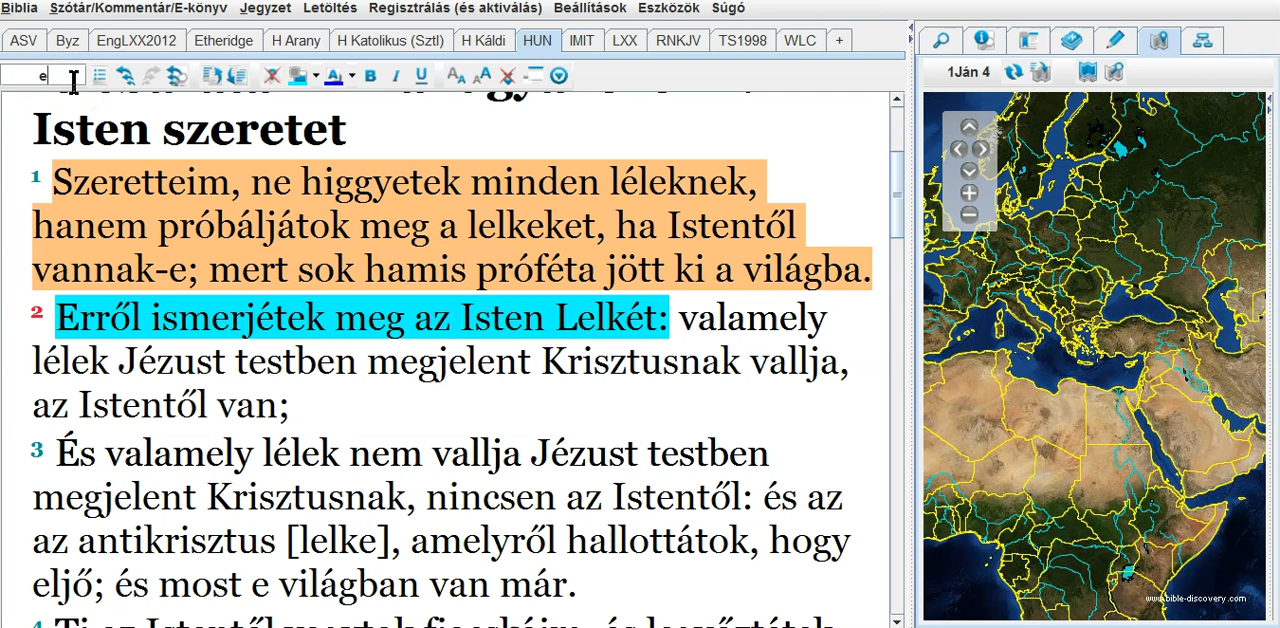 Biblia Szótár/Kommentár/E-könyv Jegyzet Letöltés Regisztrálás (és aktiválás) Beállítások Eszközök Súgó
ASV Byz EngLXX2012 Etheridge H Arany H Katolikus (Sztl) H Káldi HUN IMIT LXX RNKJV TS1998 WLC +
e
1Ján 4
Isten szeretet
1 Szeretteim, ne higgyetek minden léleknek,
hanem próbáljátok meg a lelkeket, ha Istentől
vannak-e; mert sok hamis próféta jött ki a világba.
2 Erről ismerjétek meg az Isten Lelkét: valamely
lélek Jézust testben megjelent Krisztusnak vallja,
az Istentől van;
3 És valamely lélek nem vallja Jézust testben
megjelent Krisztusnak, nincsen az Istentől: és az
az antikrisztus [lelke], amelyről hallottátok, hogy
eljő; és most e világban van már.
www.bible-discovery.com